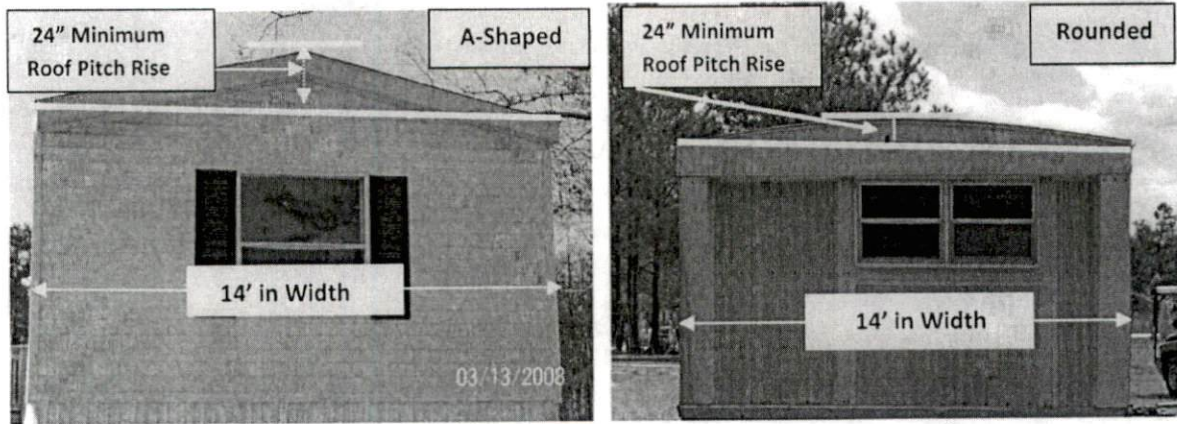 24” Minimum
Roof Pitch Rise
A-Shaped
14’ in Width
03/13/2008
24” Minimum
Roof Pitch Rise
Rounded
14’ in Width